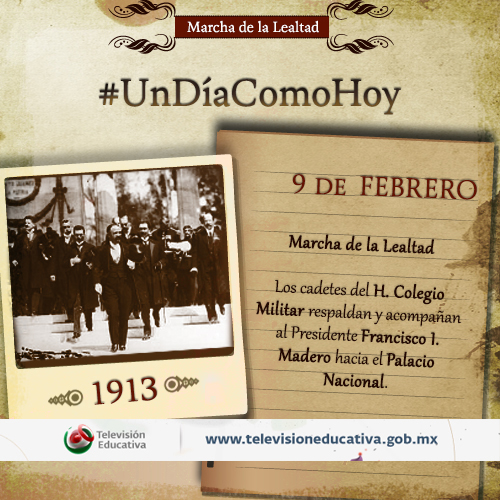 Marcha de la Lealtad
#UnDíaComoHoy
9 DE FEBRERO
Marcha de la Lealtad
Los cadetes del H. Colegio
Militar respaldan y acompañan
al Presidente Francisco I.
Madero hacia el Palacio
Nacional.
1913
Televisión
Educativa
www.televisioneducativa.gob.mx